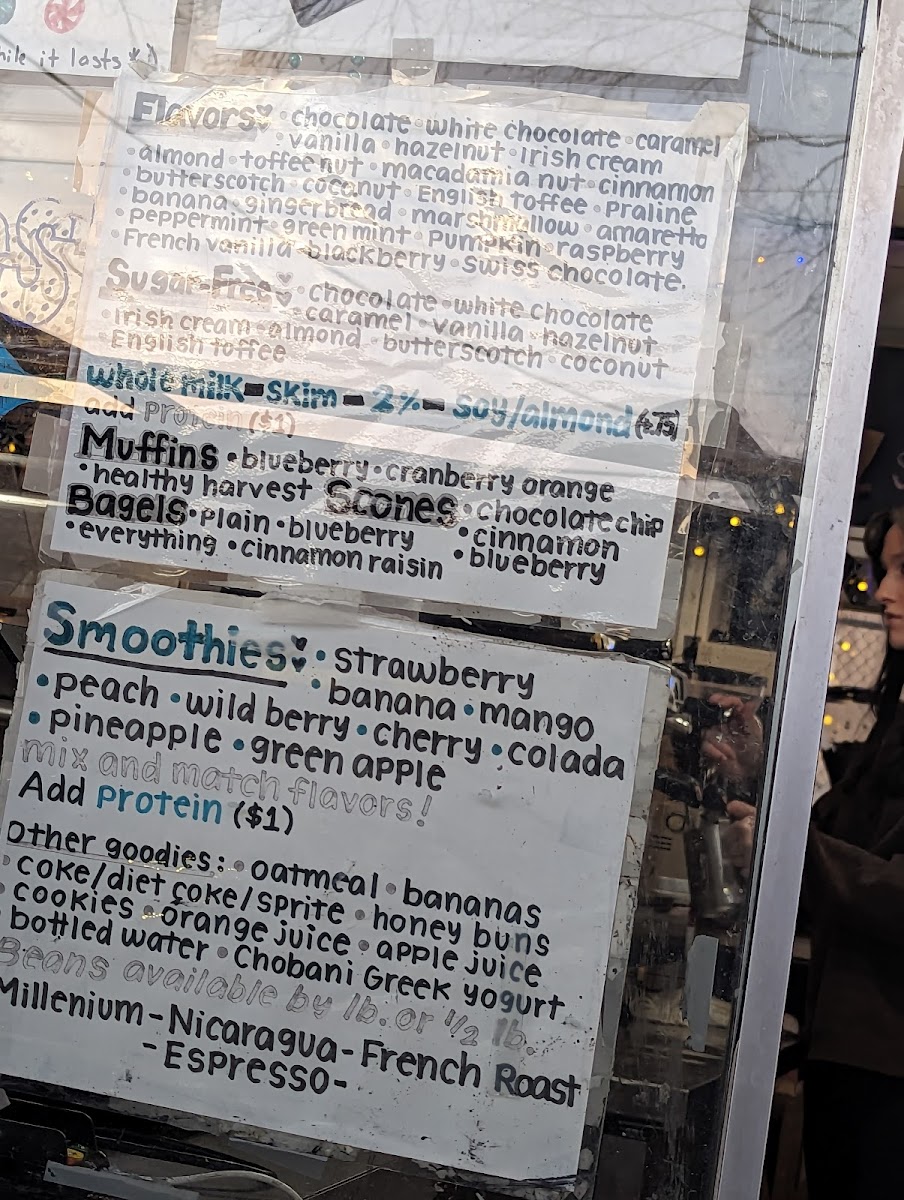 while it lasts
Flavors • chocolate • white chocolate • caramel
• vanilla • hazelnut • Irish cream
• almond • toffee nut • macadamia nut • cinnamon
• butterscotch • coconut • English toffee • Praline
• banana • gingerbread • marshmallow • amaretto
• peppermint • green mint • Pumpkin • raspberry
• French vanilla • blackberry • swiss chocolate.
Sugar-Free • chocolate • white chocolate
• caramel • vanilla • hazelnut
• Irish cream • almond • butterscotch • coconut
• English toffee
whole milk - skim - 2% - soy/almond (+.75)
add Protein ($1)
Muffins • blueberry • cranberry orange
• healthy harvest Scones • chocolate chip
Bagels • Plain • blueberry • cinnamon
• everything • cinnamon raisin • blueberry
Smoothies: • strawberry
• banana • mango
• peach • wild berry • cherry • colada
• pineapple • green apple
mix and match flavors!
Add Protein ($1)
Other goodies: • oatmeal • bananas
• coke/diet coke/sprite • honey buns
• cookies • orange juice • apple juice
• bottled water • Chobani Greek yogurt
Beans available by lb. or 1/2 lb.
Millenium - Nicaragua - French Roast
- Espresso -